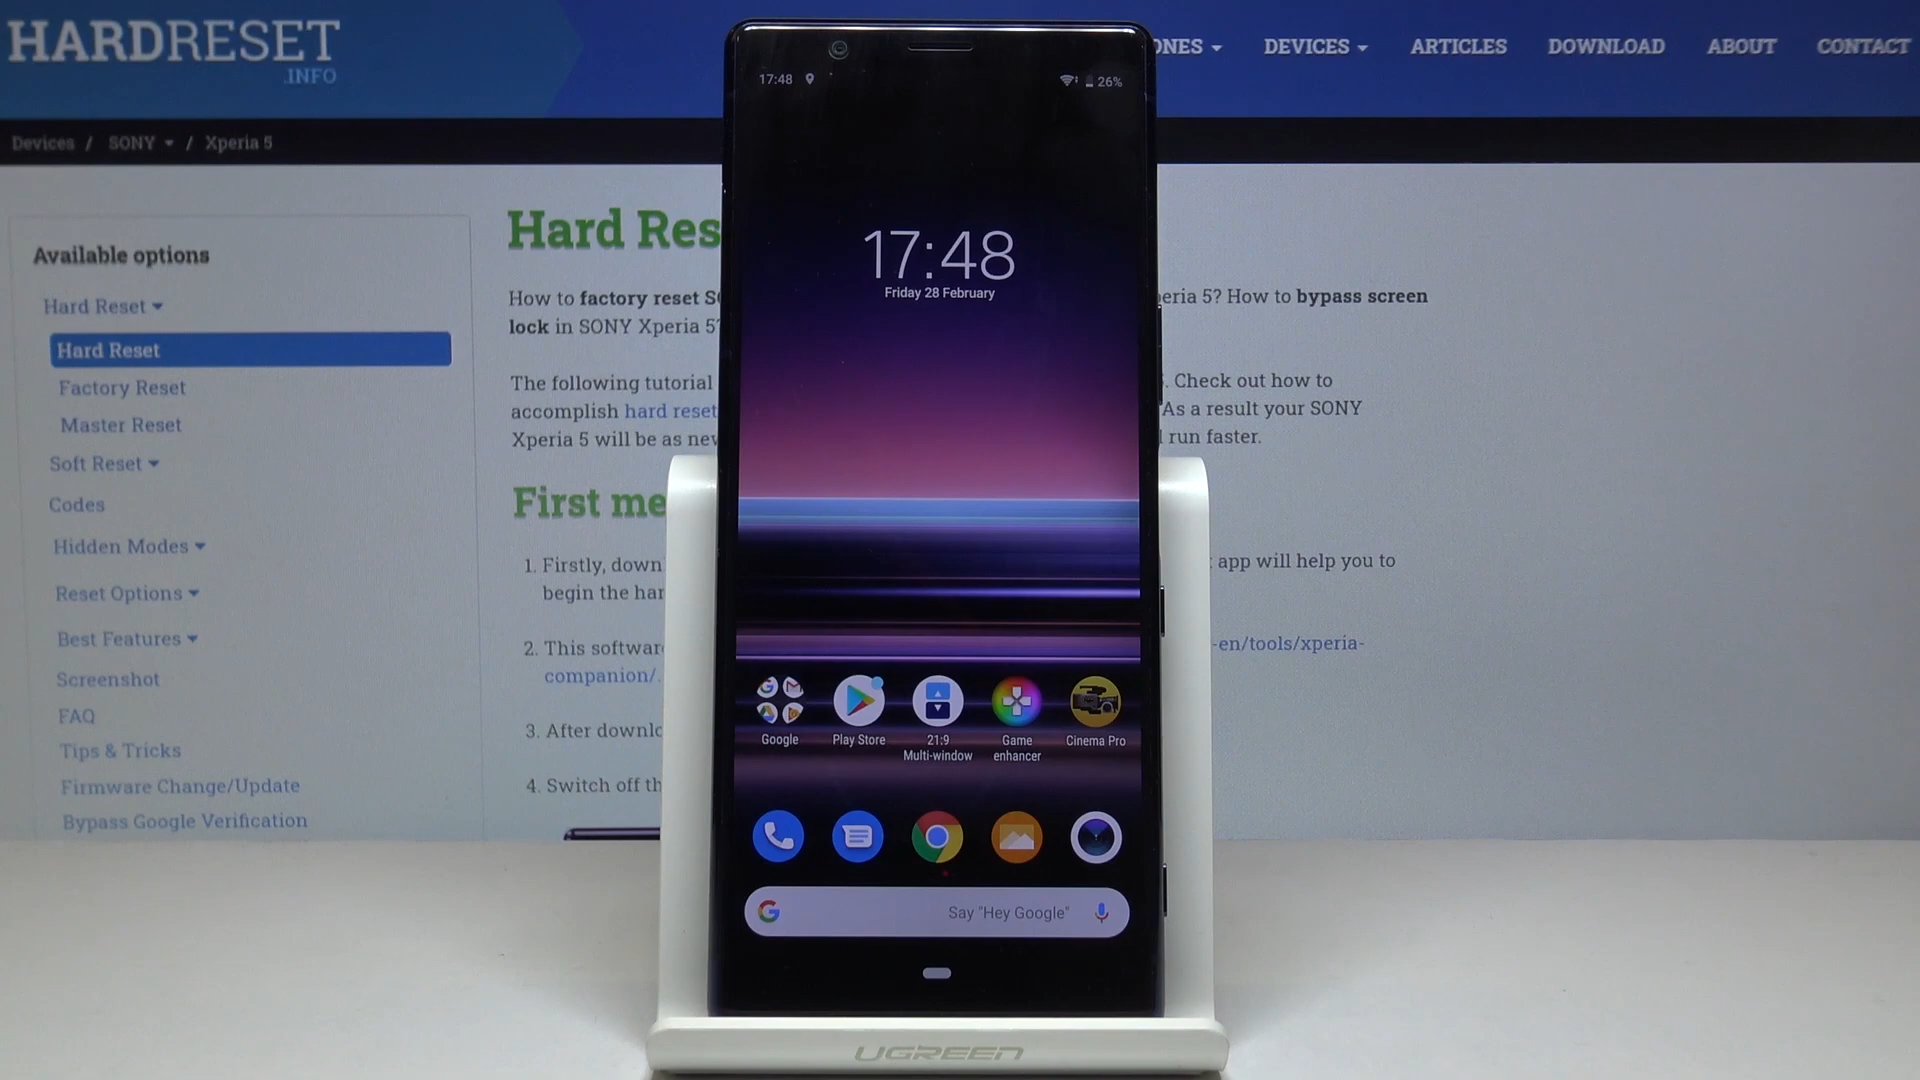 HARDRESET
.INFO
DEVICES
ARTICLES
DOWNLOAD
ABOUT
CONTACT
Devices / SONY / Xperia 5
Available options
Hard Reset
Hard Reset
Factory Reset
Master Reset
Soft Reset
Codes
Hidden Modes
Reset Options
Best Features
Screenshot
FAQ
Tips & Tricks
Firmware Change/Update
Bypass Google Verification
Hard Res
How to factory reset
eria 5? How to bypass screen
lock in SONY Xperia 5?
The following tutorial
. Check out how to
accomplish hard reset
As a result your SONY
Xperia 5 will be as new
run faster.
First me
1. Firstly, down
app will help you to
begin the har
2. This softwar
-en/tools/xperia-
companion/.
3. After downlo
4. Switch off th
17:48
26%
17:48
Friday 28 February
Google
Play Store
21:9
Multi-window
Game
enhancer
Cinema Pro
Say "Hey Google"
UGREEN